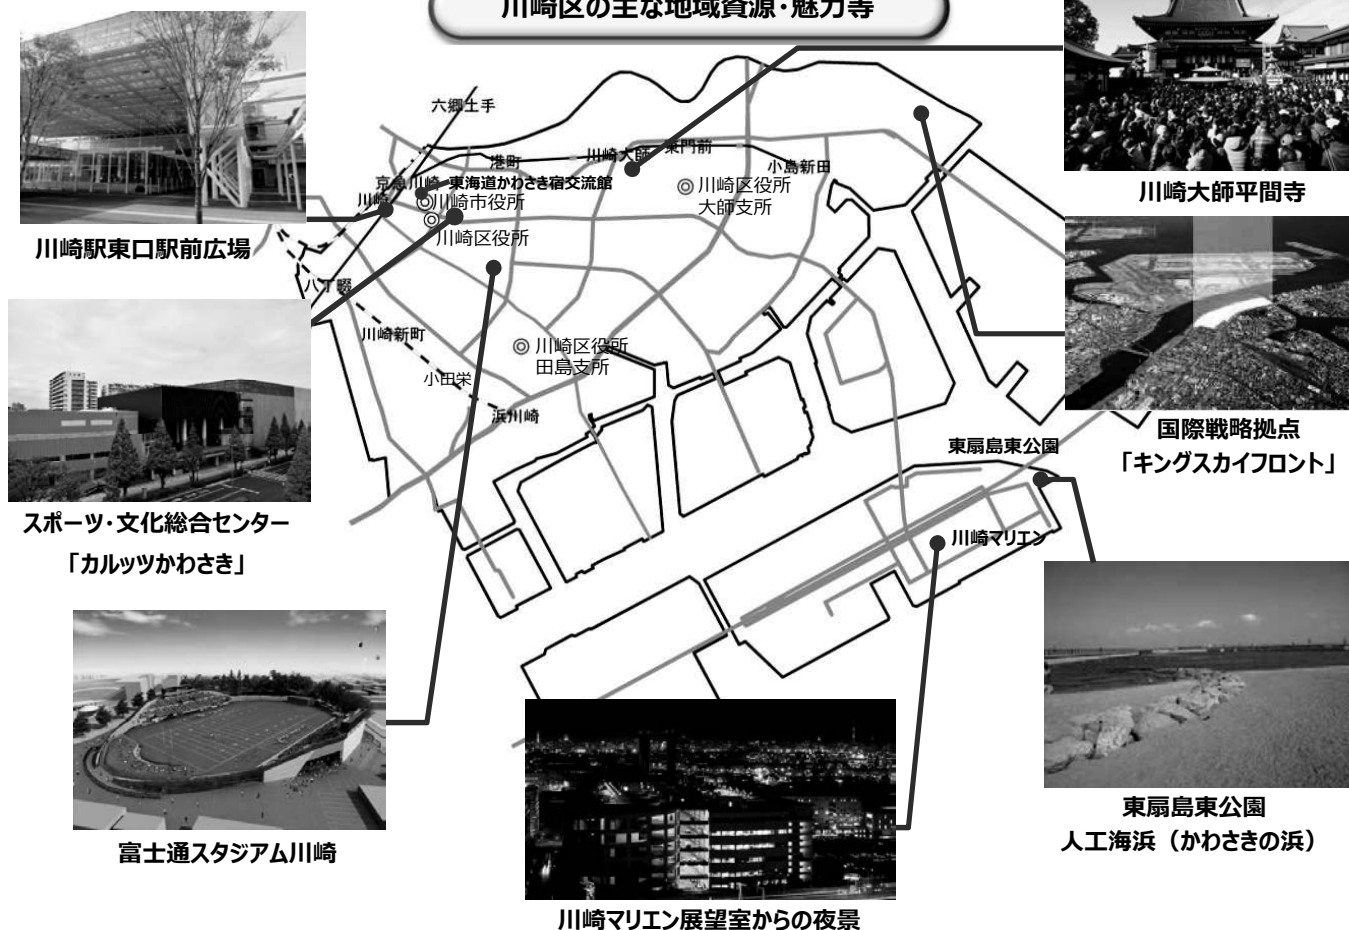 川崎区の主な地域資源・魅力等
川崎駅東口駅前広場
スポーツ・文化総合センター
「カルッツかわさき」
富士通スタジアム川崎
六郷土手
港町
川崎大師
東門前
小島新田
京急川崎
東海道かわさき宿交流館
川崎
◎川崎市役所
◎
川崎区役所
◎川崎区役所
大師支所
八丁畷
川崎新町
小田栄
浜川崎
◎川崎区役所
田島支所
東扇島東公園
川崎マリエン
川崎マリエン展望室からの夜景
川崎大師平間寺
国際戦略拠点
「キングスカイフロント」
東扇島東公園
人工海浜（かわさきの浜）